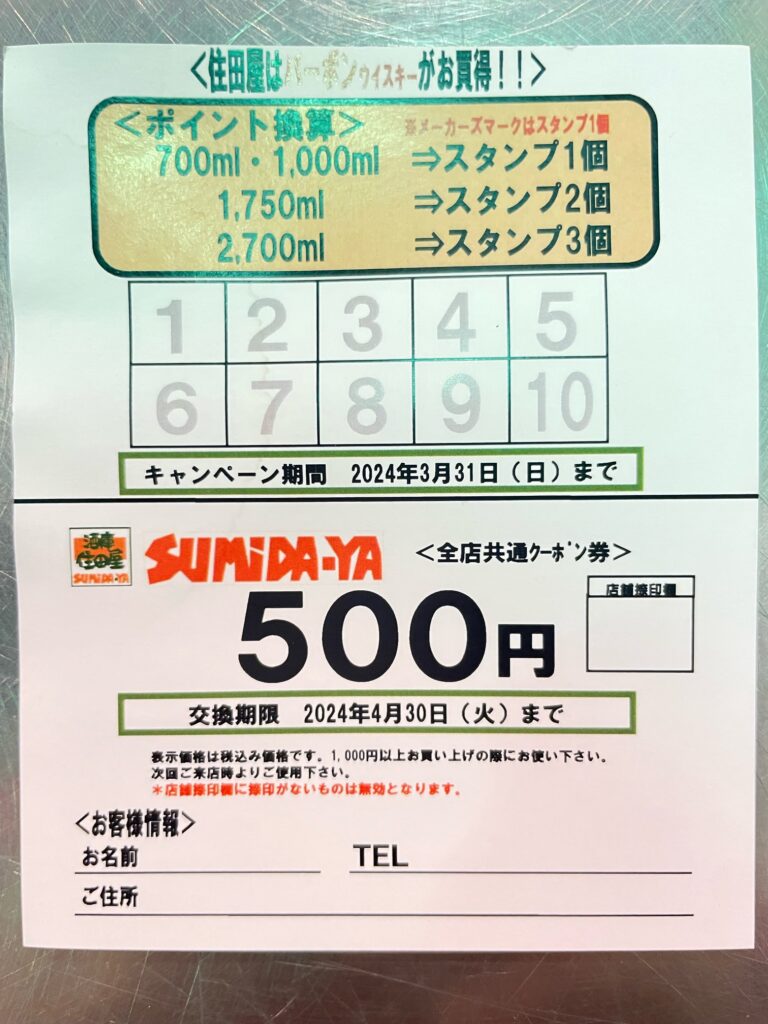 <住田屋はバーボンウイスキーがお買得!!>
<ポイント換算> ※メーカーズマークはスタンプ1個
700ml・1,000ml ⇒スタンプ1個
1,750ml ⇒スタンプ2個
2,700ml ⇒スタンプ3個
1 2 3 4 5
6 7 8 9 10
キャンペーン期間 2024年3月31日(日)まで
酒庫
住田屋
SUMiDA-YA
SUMiDA-YA <全店共通クーポン券>
500円
店舗捺印欄
交換期限 2024年4月30日(火)まで
表示価格は税込み価格です。1,000円以上お買い上げの際にお使い下さい。
次回ご来店時よりご使用下さい。
*店舗捺印欄に捺印がないものは無効となります。
<お客様情報>
お名前 TEL
ご住所